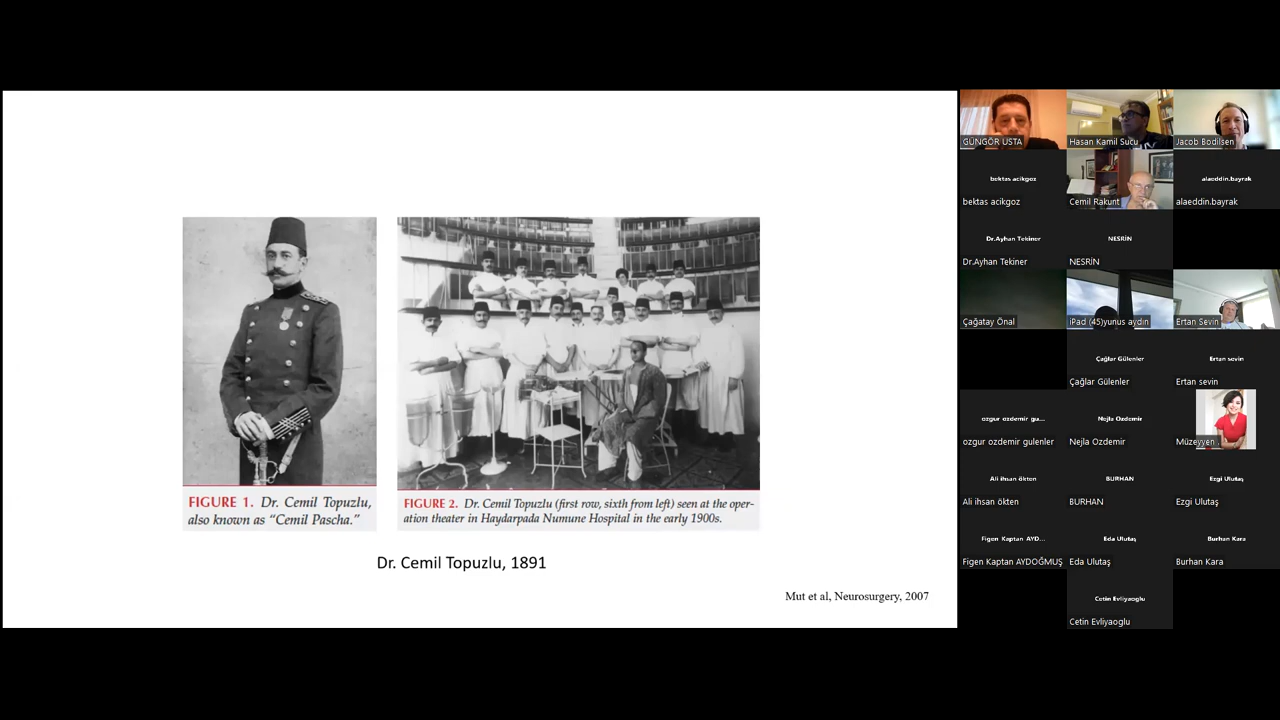 FIGURE 1. Dr. Cemil Topuzlu,
also known as “Cemil Pascha.”
FIGURE 2. Dr. Cemil Topuzlu (first row, sixth from left) seen at the oper-
ation theater in Haydarpada Numune Hospital in the early 1900s.
Dr. Cemil Topuzlu, 1891
Mut et al, Neurosurgery, 2007
GÜNGÖR USTA
Hasan Kamil Sucu
Jacob Bodilsen
bektas acikgoz
bektas acikgoz
Cemil Rakunt
alaeddin.bayrak
alaeddin.bayrak
Dr.Ayhan Tekiner
Dr.Ayhan Tekiner
NESRİN
NESRİN
Çağatay Önal
iPad (45)yunus aydın
Ertan Sevin
Çağlar Gülenler
Çağlar Gülenler
Ertan sevin
Ertan sevin
ozgur ozdemir gu...
ozgur ozdemir gulenler
Nejla Ozdemir
Nejla Ozdemir
Müzeyyen
Ali ihsan ökten
Ali ihsan ökten
BURHAN
BURHAN
Ezgi Ulutaş
Ezgi Ulutaş
Figen Kaptan AYD...
Figen Kaptan AYDOĞMUŞ
Eda Ulutaş
Eda Ulutaş
Burhan Kara
Burhan Kara
Cetin Evliyaoglu
Cetin Evliyaoglu